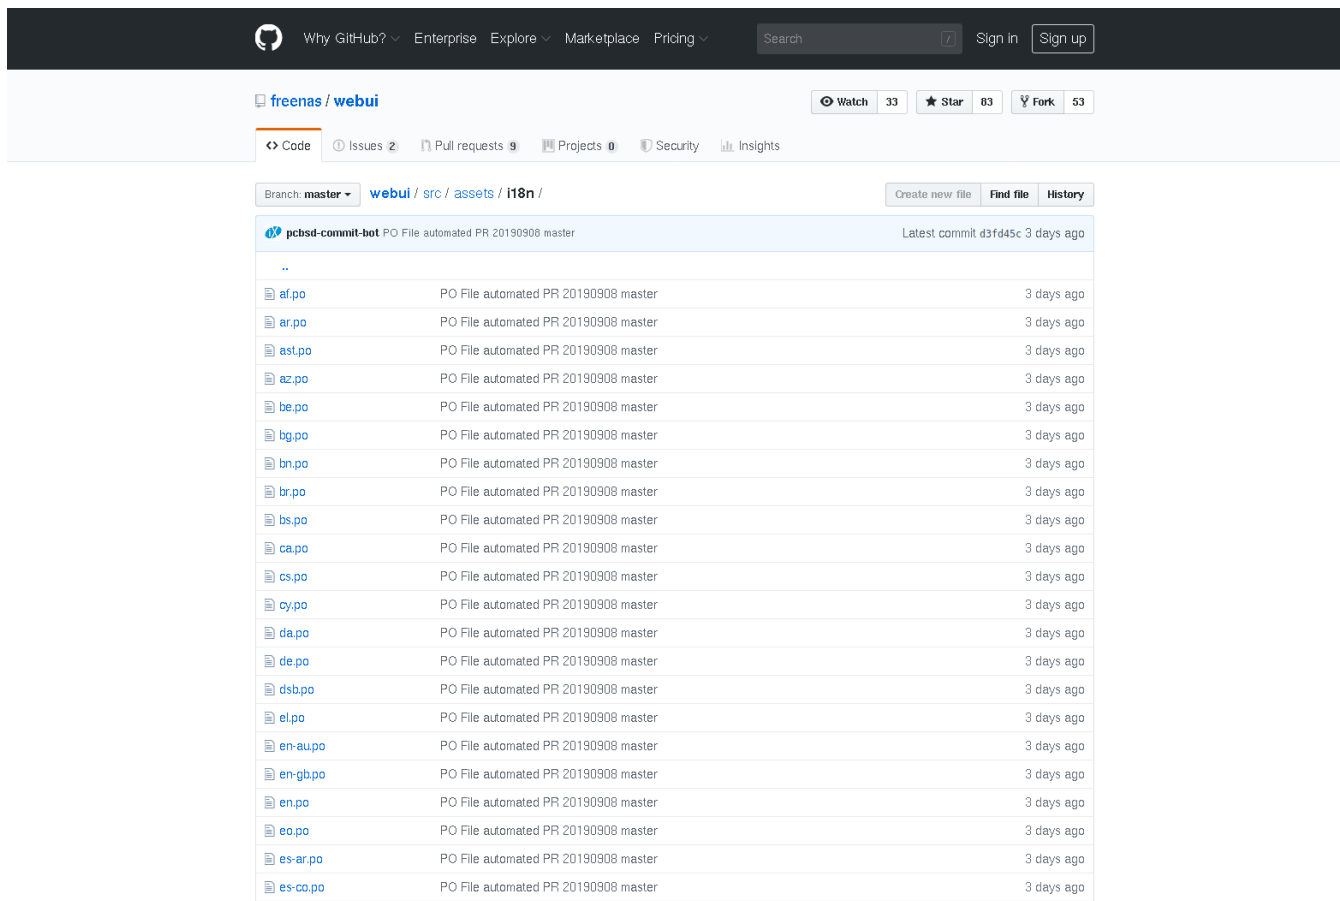 Why GitHub? Enterprise Explore Marketplace Pricing Search / Sign in Sign up
freenas / webui Watch 33 Star 83 Fork 53
Code Issues 2 Pull requests 9 Projects 0 Security Insights
Branch: master webui / src / assets / i18n / Create new file Find file History
iX pcbsd-commit-bot PO File automated PR 20190908 master Latest commit d3fd45c 3 days ago
..
af.po PO File automated PR 20190908 master 3 days ago
ar.po PO File automated PR 20190908 master 3 days ago
ast.po PO File automated PR 20190908 master 3 days ago
az.po PO File automated PR 20190908 master 3 days ago
be.po PO File automated PR 20190908 master 3 days ago
bg.po PO File automated PR 20190908 master 3 days ago
bn.po PO File automated PR 20190908 master 3 days ago
br.po PO File automated PR 20190908 master 3 days ago
bs.po PO File automated PR 20190908 master 3 days ago
ca.po PO File automated PR 20190908 master 3 days ago
cs.po PO File automated PR 20190908 master 3 days ago
cy.po PO File automated PR 20190908 master 3 days ago
da.po PO File automated PR 20190908 master 3 days ago
de.po PO File automated PR 20190908 master 3 days ago
dsb.po PO File automated PR 20190908 master 3 days ago
el.po PO File automated PR 20190908 master 3 days ago
en-au.po PO File automated PR 20190908 master 3 days ago
en-gb.po PO File automated PR 20190908 master 3 days ago
en.po PO File automated PR 20190908 master 3 days ago
eo.po PO File automated PR 20190908 master 3 days ago
es-ar.po PO File automated PR 20190908 master 3 days ago
es-co.po PO File automated PR 20190908 master 3 days ago